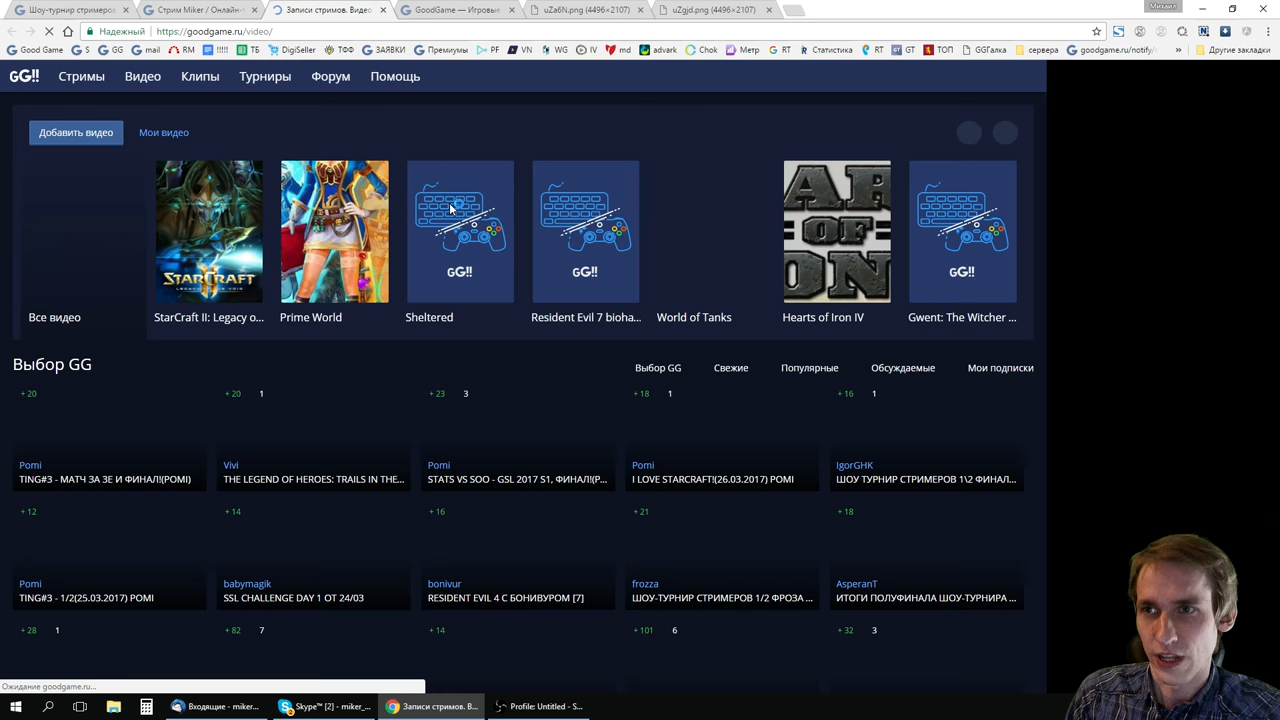 Михаил
Шоу-турнир стримеров
Стрим Miker / Онлайн-т
Записи стримов. Видео.
GoodGame — Игровые
uZa6N.png (4496×2107)
uZgjd.png (4496×2107)
Надежный https://goodgame.ru/video/
Good Game G S GG mail RM !!!!! ТБ DigiSeller ТФФ ЗАЯВКИ Премиумы PF VN WG IV md advark Chok Метр RT Статистика RT GT ТОП GGГалка сервера goodgame.ru/notify/ » Другие закладки
GG!! Стримы Видео Клипы Турниры Форум Помощь
Добавить видео Мои видео
STARCRAFT II
LEGACY OF THE VOID
GG!! GG!! GG!!
OF
Все видео StarCraft II: Legacy o... Prime World Sheltered Resident Evil 7 bioha... World of Tanks Hearts of Iron IV Gwent: The Witcher ...
Выбор GG Выбор GG Свежие Популярные Обсуждаемые Мои подписки
+ 20 + 20 1 + 23 3 + 18 1 + 16 1
Pomi Vivi Pomi Pomi IgorGHK
TING#3 - МАТЧ ЗА 3Е И ФИНАЛ!(POMI) THE LEGEND OF HEROES: TRAILS IN THE... STATS VS SOO - GSL 2017 S1, ФИНАЛ!(P... I LOVE STARCRAFT!(26.03.2017) POMI ШОУ ТУРНИР СТРИМЕРОВ 1\2 ФИНАЛ...
+ 12 + 14 + 16 + 21 + 18
Pomi babymagik bonivur frozza AsperanT
TING#3 - 1/2(25.03.2017) POMI SSL CHALLENGE DAY 1 ОТ 24/03 RESIDENT EVIL 4 С БОНИВУРОМ [7] ШОУ-ТУРНИР СТРИМЕРОВ 1/2 ФРОЗА ... ИТОГИ ПОЛУФИНАЛА ШОУ-ТУРНИРА ...
+ 28 1 + 82 7 + 14 + 101 6 + 32 3
Ожидание goodgame.ru...
Входящие - miker... Skype™ [2] - miker_... Записи стримов. В... Profile: Untitled - S...